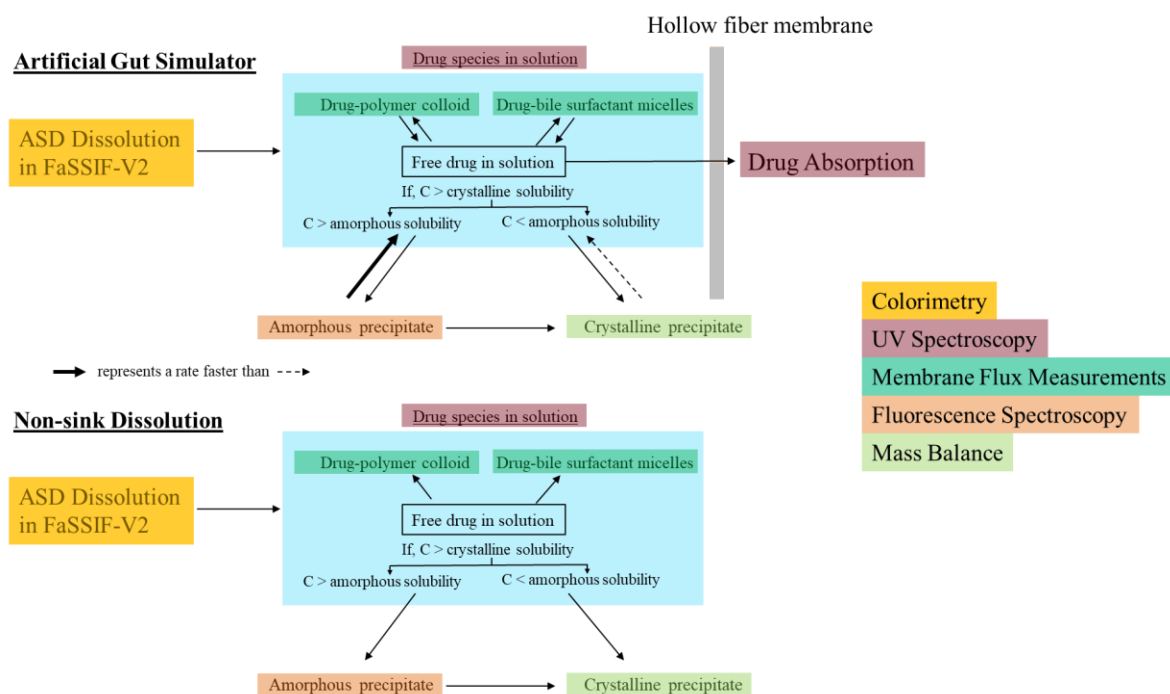 Hollow fiber membrane
Artificial Gut Simulator
Drug species in solution
Drug-polymer colloid
Drug-bile surfactant micelles
ASD Dissolution
in FaSSIF-V2
Free drug in solution
Drug Absorption
If, C > crystalline solubility
C > amorphous solubility
C < amorphous solubility
Amorphous precipitate
Crystalline precipitate
represents a rate faster than
Colorimetry
UV Spectroscopy
Membrane Flux Measurements
Fluorescence Spectroscopy
Mass Balance
Non-sink Dissolution
Drug species in solution
Drug-polymer colloid
Drug-bile surfactant micelles
ASD Dissolution
in FaSSIF-V2
Free drug in solution
If, C > crystalline solubility
C > amorphous solubility
C < amorphous solubility
Amorphous precipitate
Crystalline precipitate